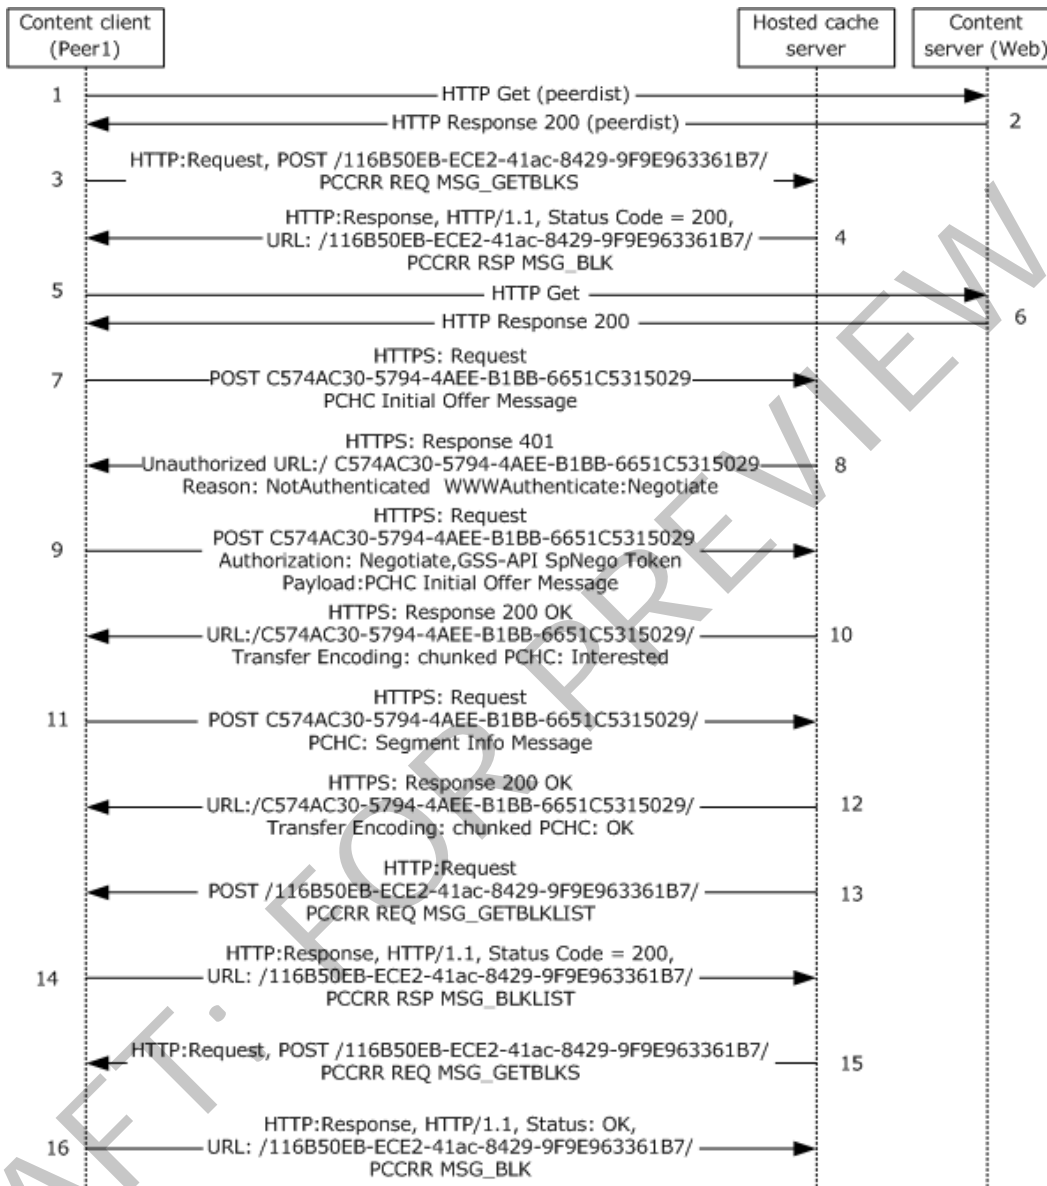 Content client
(Peer1)
Hosted cache
server
Content
server (Web)
1
HTTP Get (peerdist)
HTTP Response 200 (peerdist)
2
HTTP:Request, POST /116B50EB-ECE2-41ac-8429-9F9E963361B7/
3
PCCRR REQ MSG_GETBLKS
HTTP:Response, HTTP/1.1, Status Code = 200,
URL: /116B50EB-ECE2-41ac-8429-9F9E963361B7/
4
PCCRR RSP MSG_BLK
5
HTTP Get
HTTP Response 200
6
HTTPS: Request
7
POST C574AC30-5794-4AEE-B1BB-6651C5315029
PCHC Initial Offer Message
HTTPS: Response 401
Unauthorized URL:/ C574AC30-5794-4AEE-B1BB-6651C5315029
8
Reason: NotAuthenticated WWWAuthenticate:Negotiate
HTTPS: Request
POST C574AC30-5794-4AEE-B1BB-6651C5315029
9
Authorization: Negotiate,GSS-API SpNego Token
Payload:PCHC Initial Offer Message
HTTPS: Response 200 OK
URL:/C574AC30-5794-4AEE-B1BB-6651C5315029/
10
Transfer Encoding: chunked PCHC: Interested
HTTPS: Request
11
POST C574AC30-5794-4AEE-B1BB-6651C5315029/
PCHC: Segment Info Message
HTTPS: Response 200 OK
URL:/C574AC30-5794-4AEE-B1BB-6651C5315029/
12
Transfer Encoding: chunked PCHC: OK
HTTP:Request
POST /116B50EB-ECE2-41ac-8429-9F9E963361B7/
13
PCCRR REQ MSG_GETBLKLIST
HTTP:Response, HTTP/1.1, Status Code = 200,
14
URL: /116B50EB-ECE2-41ac-8429-9F9E963361B7/
PCCRR RSP MSG_BLKLIST
HTTP:Request, POST /116B50EB-ECE2-41ac-8429-9F9E963361B7/
15
PCCRR REQ MSG_GETBLKS
HTTP:Response, HTTP/1.1, Status: OK,
16
URL: /116B50EB-ECE2-41ac-8429-9F9E963361B7/
PCCRR MSG_BLK
AFT: FOR PREVIEW